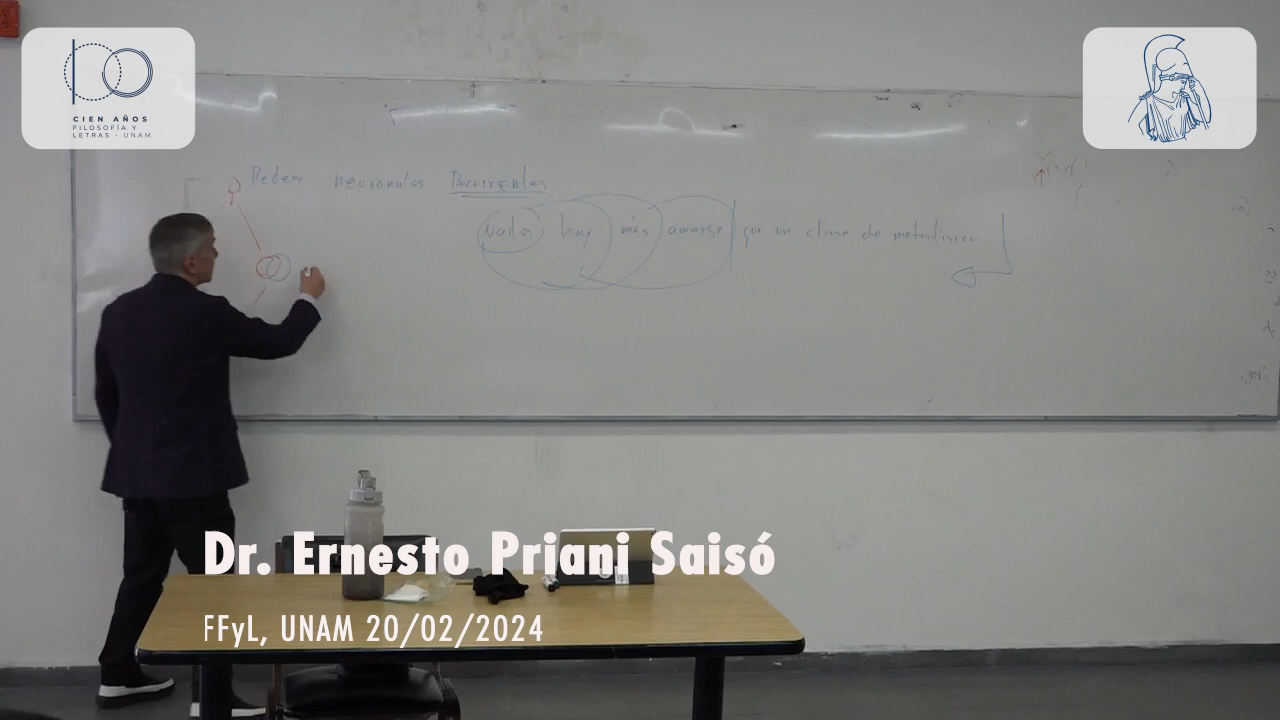 CIEN AÑOS
FILOSOFÍA Y
LETRAS - UNAM
Redes neuronales Recurrentes
Nada hay más aburrido que un clase de metafísica
Dr. Ernesto Priani Saisó
FFyL, UNAM 20/02/2024